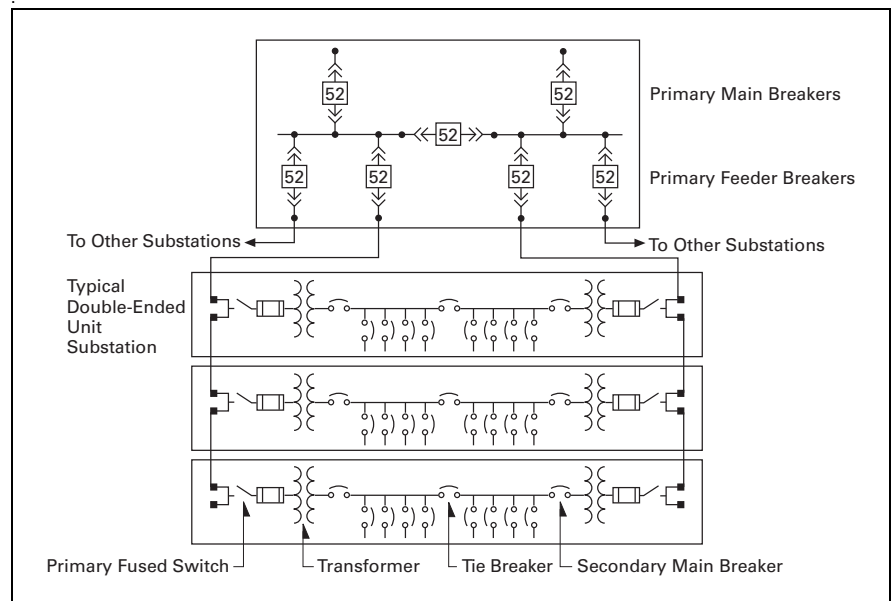 52 52
Primary Main Breakers
52
52 52 52 52
Primary Feeder Breakers
To Other Substations
To Other Substations
Typical
Double-Ended
Unit
Substation
Primary Fused Switch
Transformer
Tie Breaker
Secondary Main Breaker